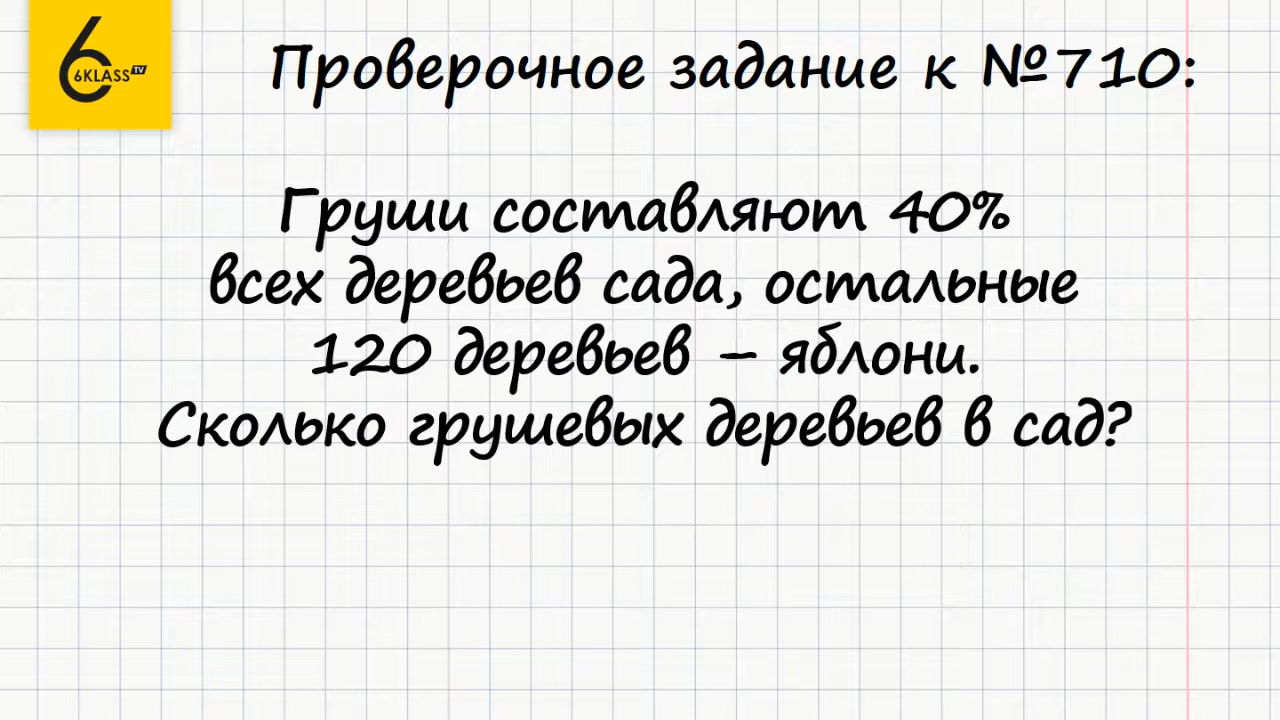 6KLASS TV
Проверочное задание к №710:
Груши составляют 40%
всех деревьев сада, остальные
120 деревьев – яблони.
Сколько грушевых деревьев в сад?